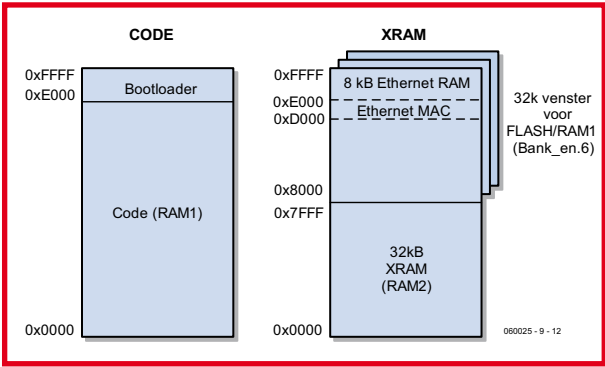 CODE
0xFFFF
0xE000
Bootloader
Code (RAM1)
0x0000
XRAM
0xFFFF
8 kB Ethernet RAM
0xE000
Ethernet MAC
0xD000
0x8000
0x7FFF
32kB
XRAM
(RAM2)
0x0000
32k venster
voor
FLASH/RAM1
(Bank_en.6)
060025 - 9 - 12